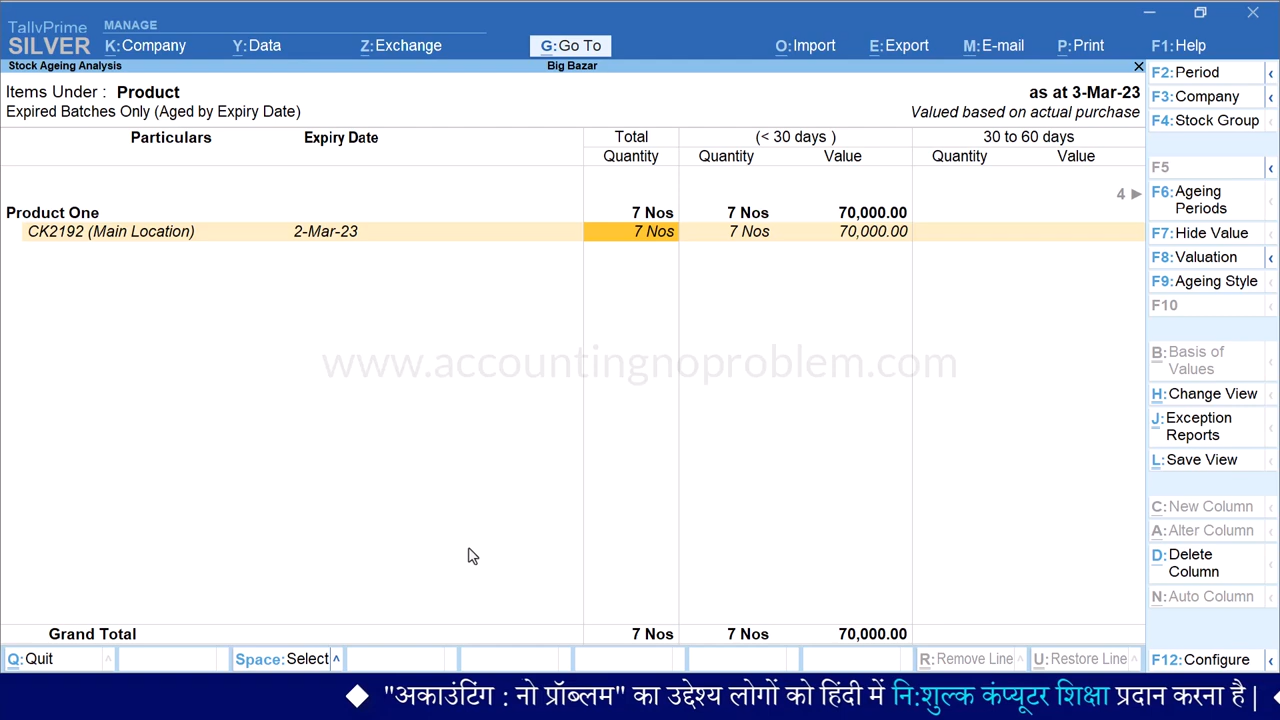 TallyPrime MANAGE
SILVER K:Company Y:Data Z:Exchange G:Go To O:Import E:Export M:E-mail P:Print F1:Help
Stock Ageing Analysis Big Bazar
Items Under : Product as at 3-Mar-23
Expired Batches Only (Aged by Expiry Date) Valued based on actual purchase
Particulars Expiry Date Total (< 30 days ) 30 to 60 days
Quantity Quantity Value Quantity Value
4 ►
Product One 7 Nos 7 Nos 70,000.00
CK2192 (Main Location) 2-Mar-23 7 Nos 7 Nos 70,000.00
www.accountingnoproblem.com
Grand Total 7 Nos 7 Nos 70,000.00
F2:Period
F3:Company
F4:Stock Group
F5
F6:Ageing
Periods
F7:Hide Value
F8:Valuation
F9:Ageing Style
F10
B:Basis of
Values
H:Change View
J:Exception
Reports
L:Save View
C:New Column
A:Alter Column
D:Delete
Column
N:Auto Column
Q:Quit Space:Select R:Remove Line U:Restore Line F12:Configure
◆ "अकाउंटिंग : नो प्रॉब्लम" का उद्देश्य लोगों को हिंदी में नि:शुल्क कंप्यूटर शिक्षा प्रदान करना है |